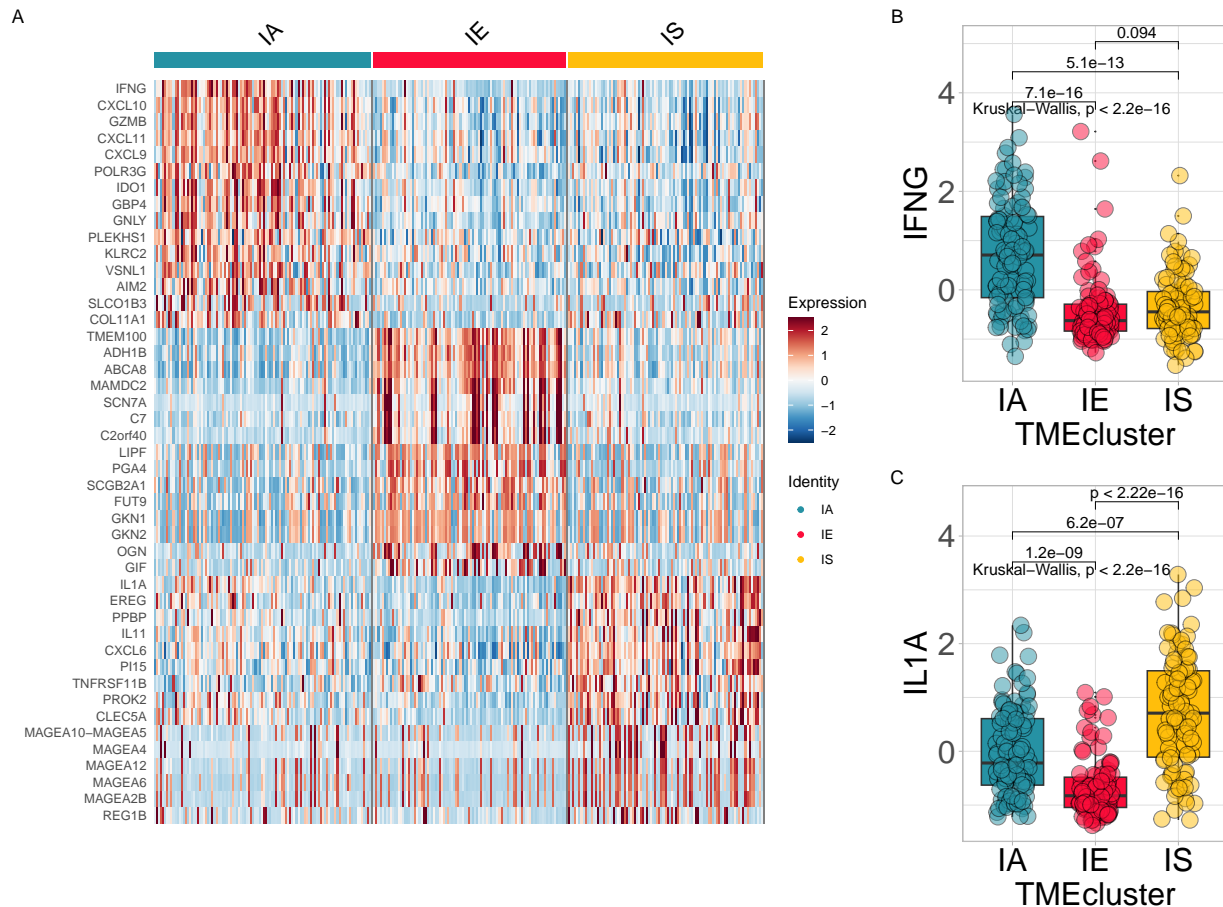 A
IA
IE
IS
IFNG
CXCL10
GZMB
CXCL11
CXCL9
POLR3G
IDO1
GBP4
GNLY
PLEKHS1
KLRC2
VSNL1
AIM2
SLCO1B3
COL11A1
TMEM100
ADH1B
ABCA8
MAMDC2
SCN7A
C7
C2orf40
LIPF
PGA4
SCGB2A1
FUT9
GKN1
GKN2
OGN
GIF
IL1A
EREG
PPBP
IL11
CXCL6
PI15
TNFRSF11B
PROK2
CLEC5A
MAGEA10−MAGEA5
MAGEA4
MAGEA12
MAGEA6
MAGEA2B
REG1B
Expression
2
1
0
−1
−2
Identity
IA
IE
IS
B
0.094
5.1e−13
7.1e−16
Kruskal−Wallis, p < 2.2e−16
4
2
0
IFNG
IA IE IS
TMEcluster
C
p < 2.22e−16
6.2e−07
1.2e−09
Kruskal−Wallis, p < 2.2e−16
4
2
0
IL1A
IA IE IS
TMEcluster